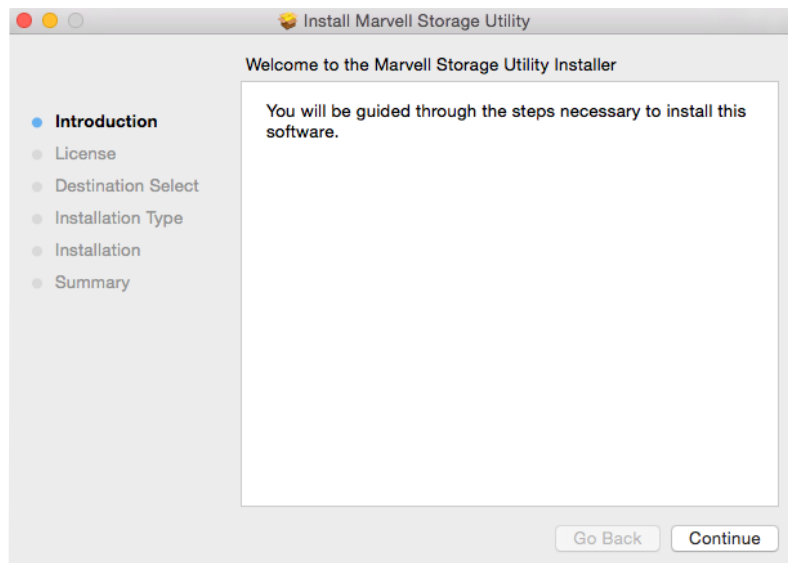 Install Marvell Storage Utility
Welcome to the Marvell Storage Utility Installer
Introduction
License
Destination Select
Installation Type
Installation
Summary
You will be guided through the steps necessary to install this
software.
Go Back
Continue